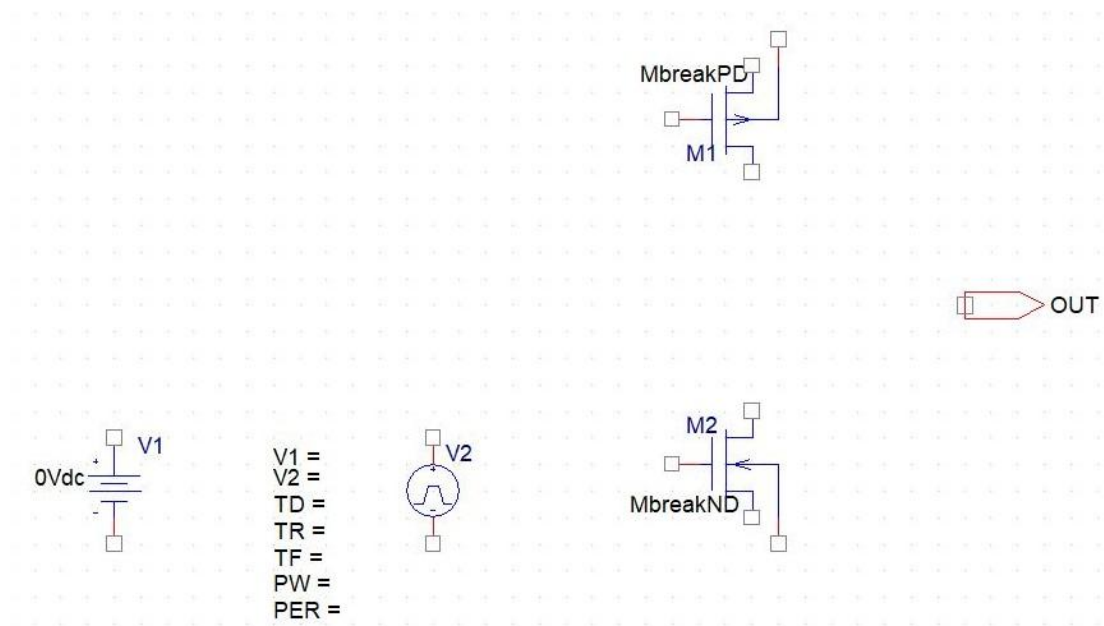 MbreakPD
M1
OUT
V1
+
0Vdc
-
V1 =
V2 =
TD =
TR =
TF =
PW =
PER =
V2
+
-
M2
MbreakND